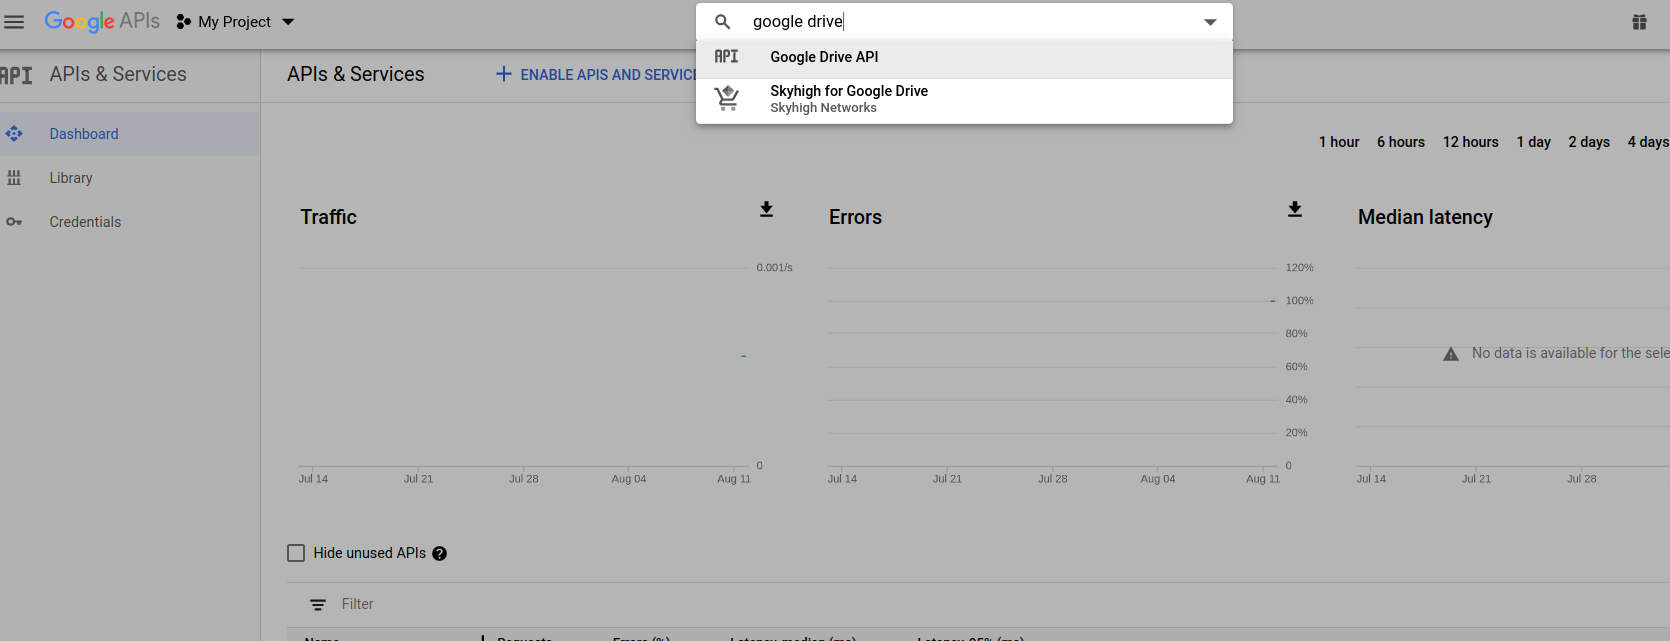 Google APIs
My Project
google drive
API
Google Drive API
Skyhigh for Google Drive
Skyhigh Networks
API
APIs & Services
APIs & Services
ENABLE APIS AND SERVICE
Dashboard
Library
Credentials
1 hour 6 hours 12 hours 1 day 2 days 4 days
Traffic
0.001/s
0
Jul 14 Jul 21 Jul 28 Aug 04 Aug 11
Errors
120%
100%
80%
60%
40%
20%
0
Jul 14 Jul 21 Jul 28 Aug 04 Aug 11
Median latency
No data is available for the sele
Jul 14 Jul 21 Jul 28
Hide unused APIs ?
Filter